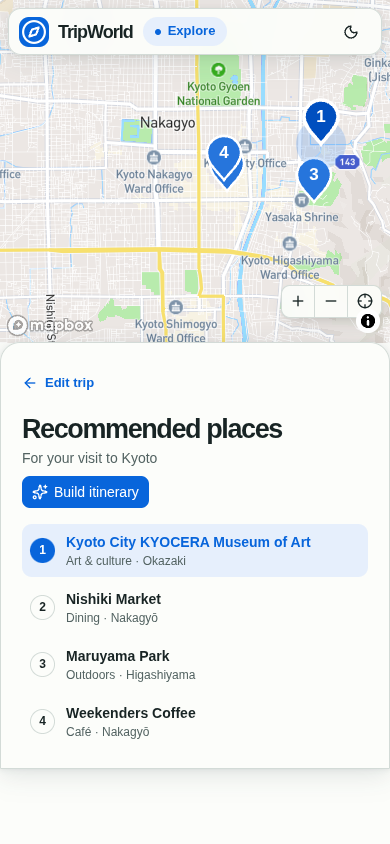 TripWorld
Explore
Kyoto Gyoen
National Garden
Nakagyo
1
143
4
3
Kyoto Nakagyo
Ward Office
ty Office
ffice
Yasaka Shrine
Kyoto Higashiyama
Ward Office
Kyoto Shimogyo
Ward Office
mapbox
Edit trip
Recommended places
For your visit to Kyoto
Build itinerary
1
Kyoto City KYOCERA Museum of Art
Art & culture · Okazaki
2
Nishiki Market
Dining · Nakagyō
3
Maruyama Park
Outdoors · Higashiyama
4
Weekenders Coffee
Café · Nakagyō